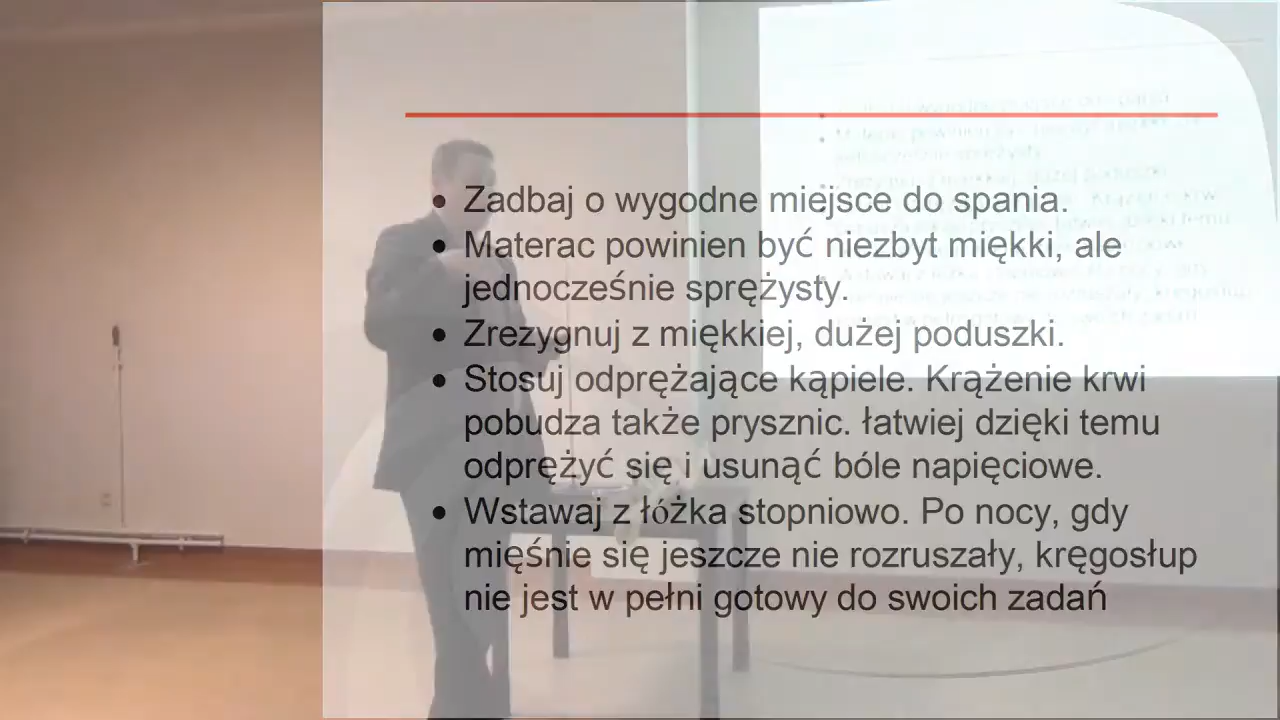 • Zadbaj o wygodne miejsce do spania.
• Materac powinien być niezbyt miękki, ale
jednocześnie sprężysty.
• Zrezygnuj z miękkiej, dużej poduszki.
• Stosuj odprężające kąpiele. Krążenie krwi
pobudza także prysznic. łatwiej dzięki temu
odprężyć się i usunąć bóle napięciowe.
• Wstawaj z łóżka stopniowo. Po nocy, gdy
mięśnie się jeszcze nie rozruszały, kręgosłup
nie jest w pełni gotowy do swoich zadań